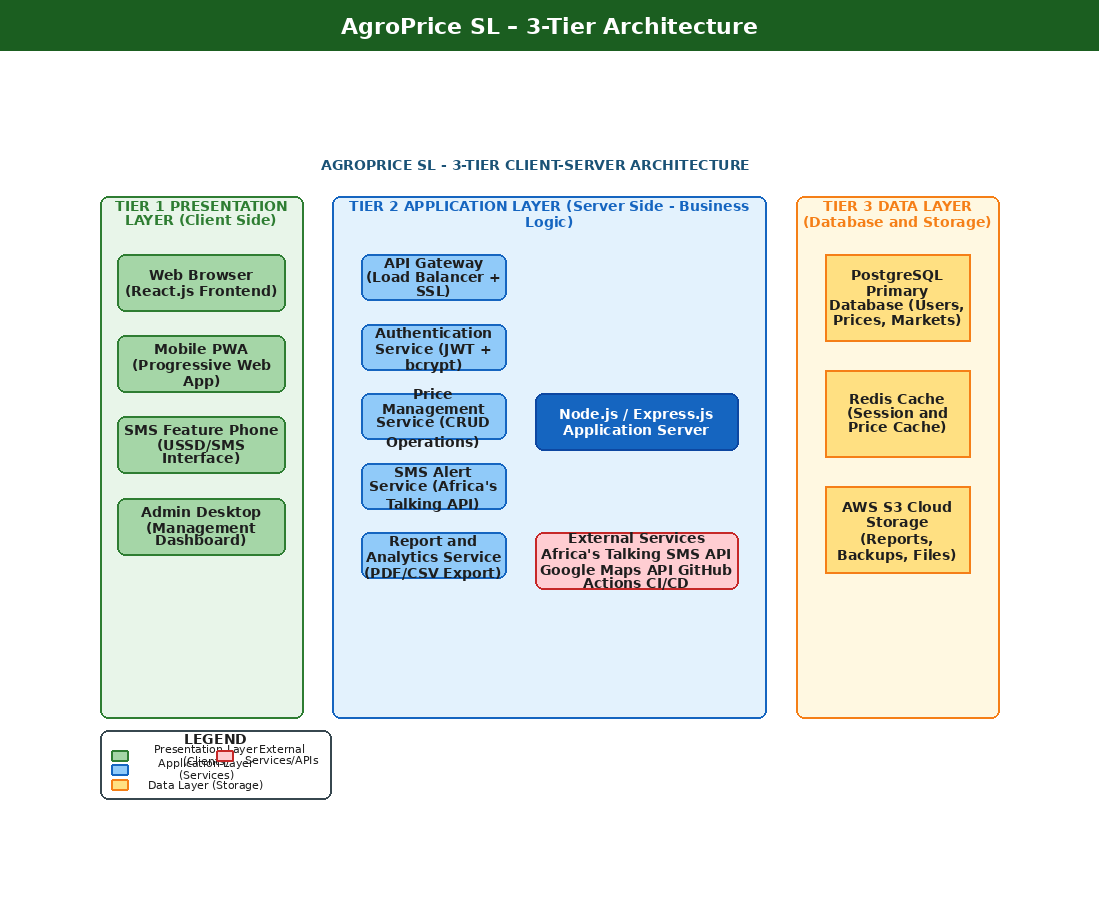 AgroPrice SL – 3-Tier Architecture
AGROPRICE SL - 3-TIER CLIENT-SERVER ARCHITECTURE
TIER 1 PRESENTATION
LAYER (Client Side)
Web Browser
(React.js Frontend)
Mobile PWA
(Progressive Web
App)
SMS Feature Phone
(USSD/SMS
Interface)
Admin Desktop
(Management
Dashboard)
TIER 2 APPLICATION LAYER (Server Side - Business
Logic)
API Gateway
(Load Balancer +
SSL)
Authentication
Service (JWT +
bcrypt)
Price
Management
Service (CRUD
Operations)
SMS Alert
Service (Africa's
Talking API)
Report and
Analytics Service
(PDF/CSV Export)
Node.js / Express.js
Application Server
External Services
Africa's Talking SMS API
Google Maps API GitHub
Actions CI/CD
TIER 3 DATA LAYER
(Database and Storage)
PostgreSQL
Primary
Database (Users,
Prices, Markets)
Redis Cache
(Session and
Price Cache)
AWS S3 Cloud
Storage
(Reports,
Backups, Files)
LEGEND
Presentation Layer
(Client)
Application Layer
(Services)
Data Layer (Storage)
External
Services/APIs